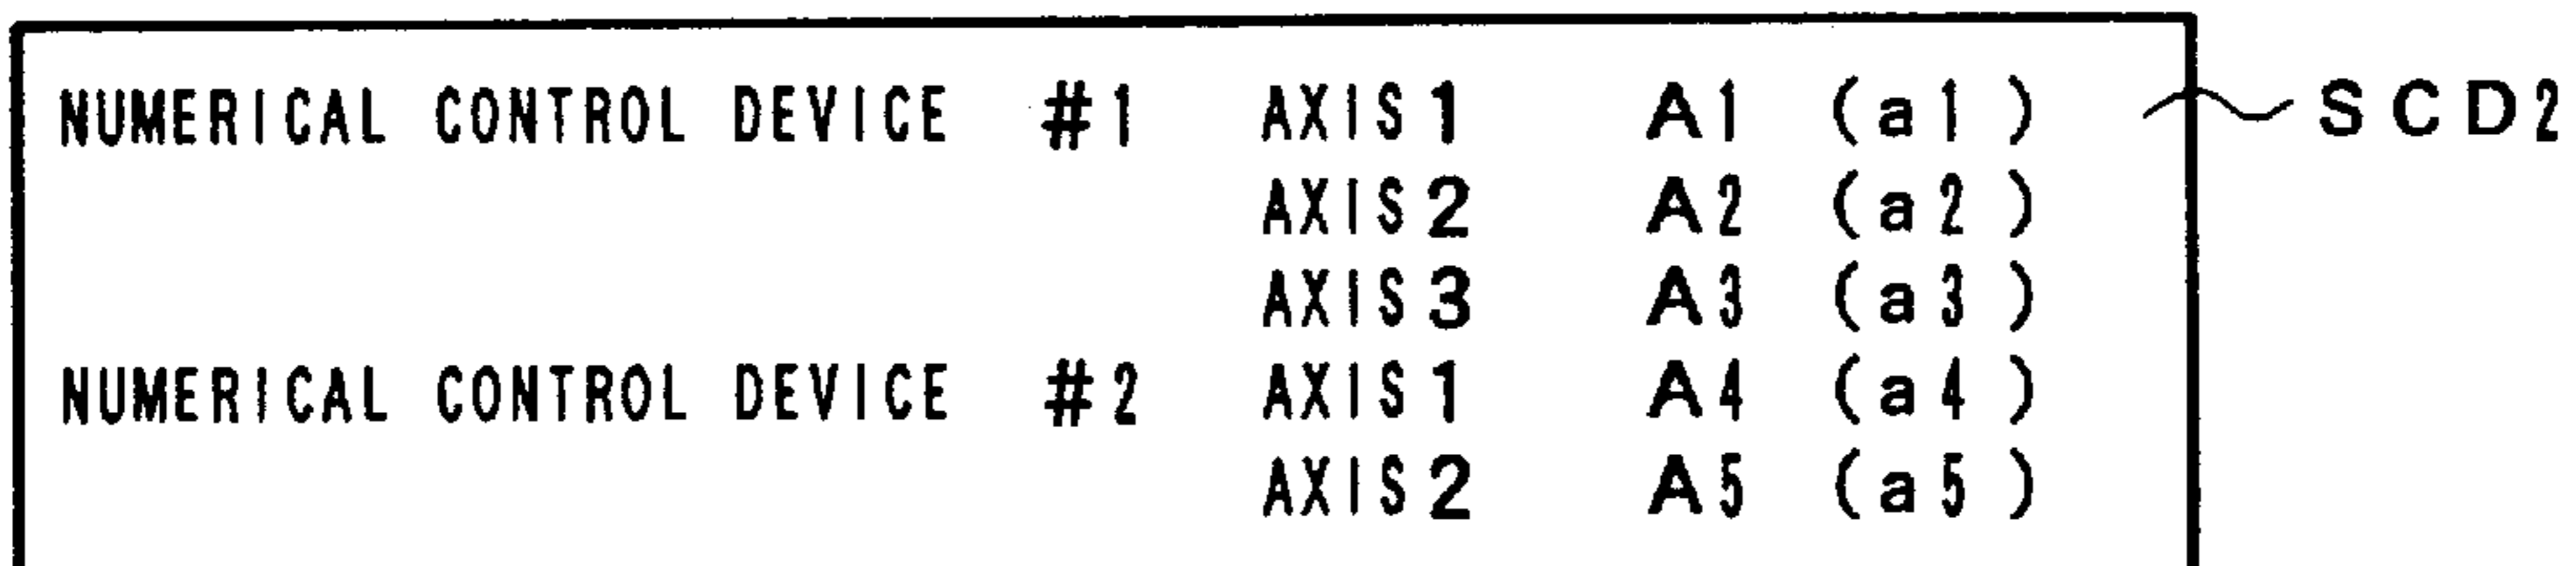 NUMERICAL CONTROL DEVICE #1 AXIS1 A1 (a1) SCD2
AXIS2 A2 (a2)
AXIS3 A3 (a3)
NUMERICAL CONTROL DEVICE #2 AXIS1 A4 (a4)
AXIS2 A5 (a5)